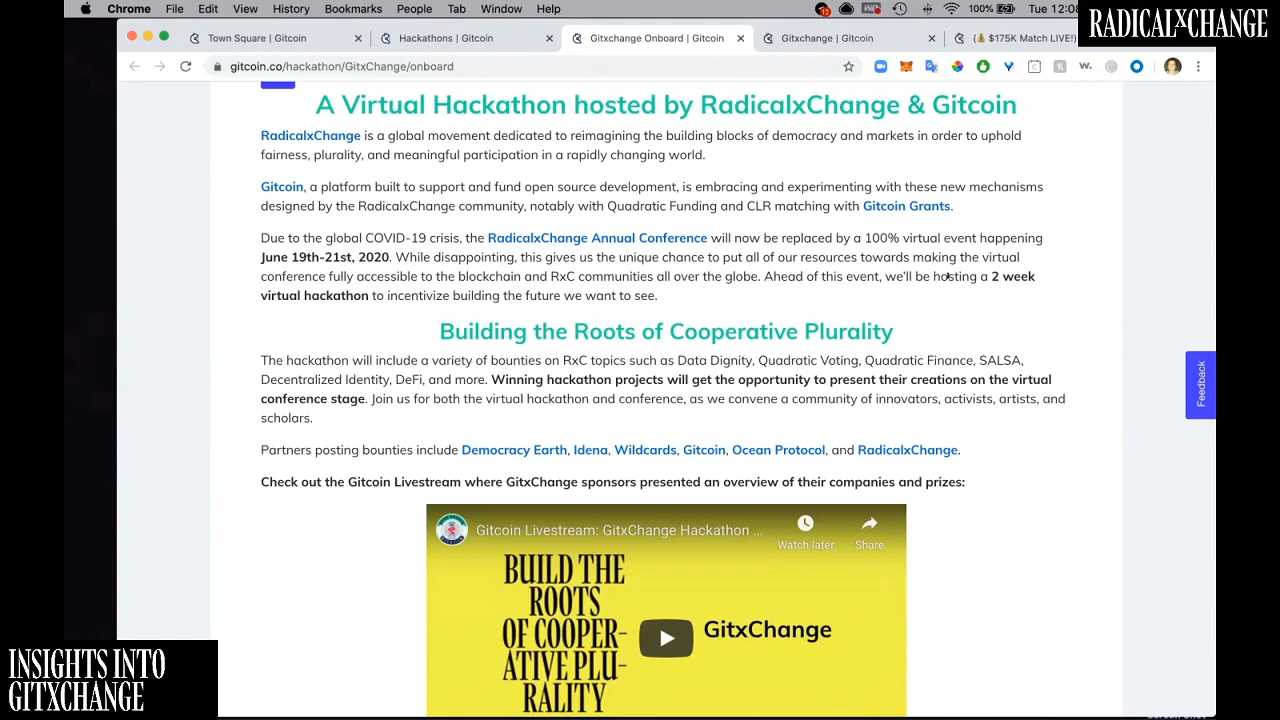 Chrome File Edit View History Bookmarks People Tab Window Help 100% Tue 12:08
RADICALXCHANGE
Town Square | Gitcoin
Hackathons | Gitcoin
Gitxchange Onboard | Gitcoin
Gitxchange | Gitcoin
$175K Match LIVE!)
gitcoin.co/hackathon/GitxChange/onboard
A Virtual Hackathon hosted by RadicalxChange & Gitcoin
RadicalxChange is a global movement dedicated to reimagining the building blocks of democracy and markets in order to uphold
fairness, plurality, and meaningful participation in a rapidly changing world.
Gitcoin, a platform built to support and fund open source development, is embracing and experimenting with these new mechanisms
designed by the RadicalxChange community, notably with Quadratic Funding and CLR matching with Gitcoin Grants.
Due to the global COVID-19 crisis, the RadicalxChange Annual Conference will now be replaced by a 100% virtual event happening
June 19th-21st, 2020. While disappointing, this gives us the unique chance to put all of our resources towards making the virtual
conference fully accessible to the blockchain and RxC communities all over the globe. Ahead of this event, we'll be hosting a 2 week
virtual hackathon to incentivize building the future we want to see.
Building the Roots of Cooperative Plurality
The hackathon will include a variety of bounties on RxC topics such as Data Dignity, Quadratic Voting, Quadratic Finance, SALSA,
Decentralized Identity, DeFi, and more. Winning hackathon projects will get the opportunity to present their creations on the virtual
conference stage. Join us for both the virtual hackathon and conference, as we convene a community of innovators, activists, artists, and
scholars.
Feedback
Partners posting bounties include Democracy Earth, Idena, Wildcards, Gitcoin, Ocean Protocol, and RadicalxChange.
Check out the Gitcoin Livestream where GitxChange sponsors presented an overview of their companies and prizes:
Gitcoin Livestream: GitxChange Hackathon ...
Watch later
Share
BUILD THE
ROOTS
OF COOPER-
ATIVE PLU-
RALITY
GitxChange
INSIGHTS INTO
GITXCHANGE